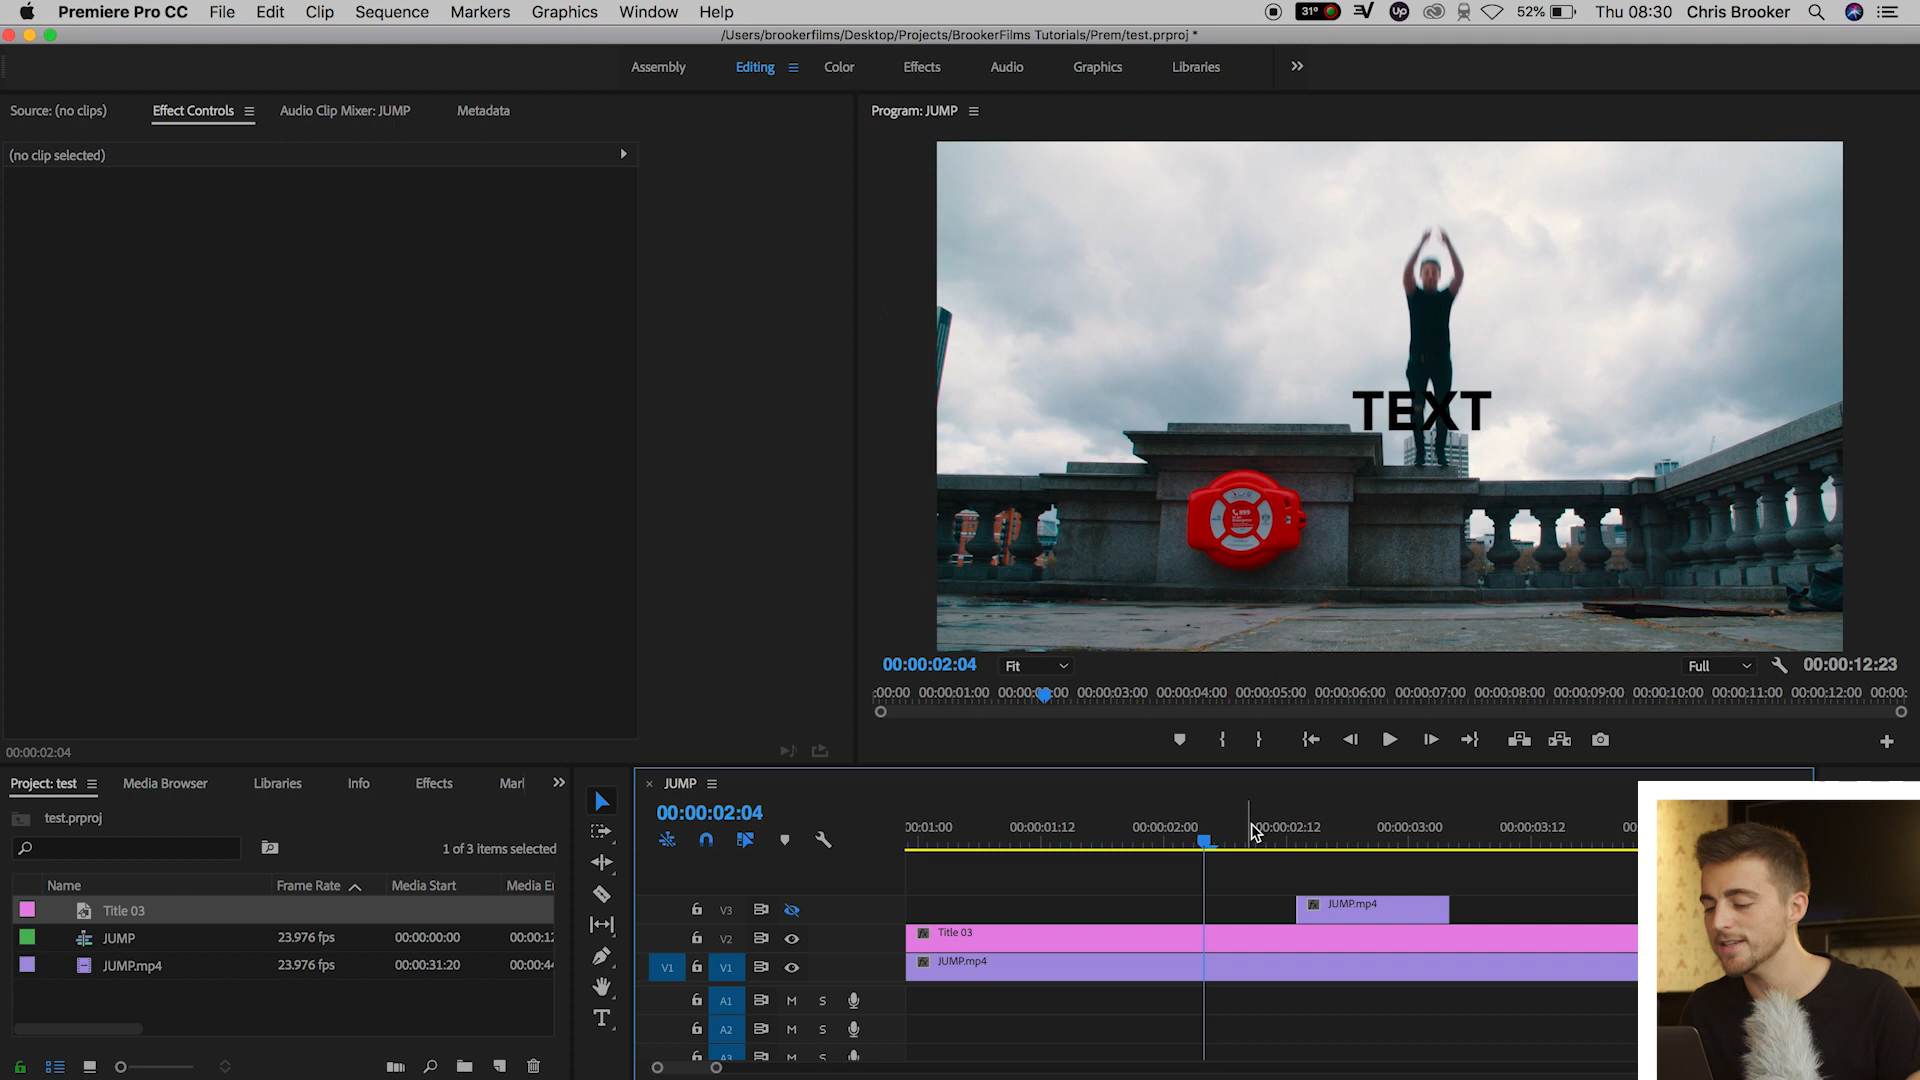 Premiere Pro CC File Edit Clip Sequence Markers Graphics Window Help 31° Up 52% Thu 08:30 Chris Brooker
/Users/brookerfilms/Desktop/Projects/BrookerFilms Tutorials/Prem/test.prproj *
Assembly Editing Color Effects Audio Graphics Libraries
Source: (no clips) Effect Controls Audio Clip Mixer: JUMP Metadata Program: JUMP
(no clip selected)
TEXT
00:00:02:04 Fit Full 00:00:12:23
:00:00 00:00:01:00 00:00:03:00 00:00:04:00 00:00:05:00 00:00:06:00 00:00:07:00 00:00:08:00 00:00:09:00 00:00:10:00 00:00:11:00 00:00:12:00 00:00:
00:00:02:04
Project: test Media Browser Libraries Info Effects Marl JUMP
test.prproj 00:00:02:04
1 of 3 items selected
00:01:00 00:00:01:12 00:00:02:00 00:00:02:12 00:00:03:00 00:00:03:12 00
Name Frame Rate Media Start Media E
Title 03
JUMP 23.976 fps 00:00:00:00 00:00:12
JUMP.mp4 23.976 fps 00:00:31:20 00:00:44
V3 JUMP.mp4
V2 Title 03
V1 V1 JUMP.mp4
A1 M S
A2 M S
A3 M S